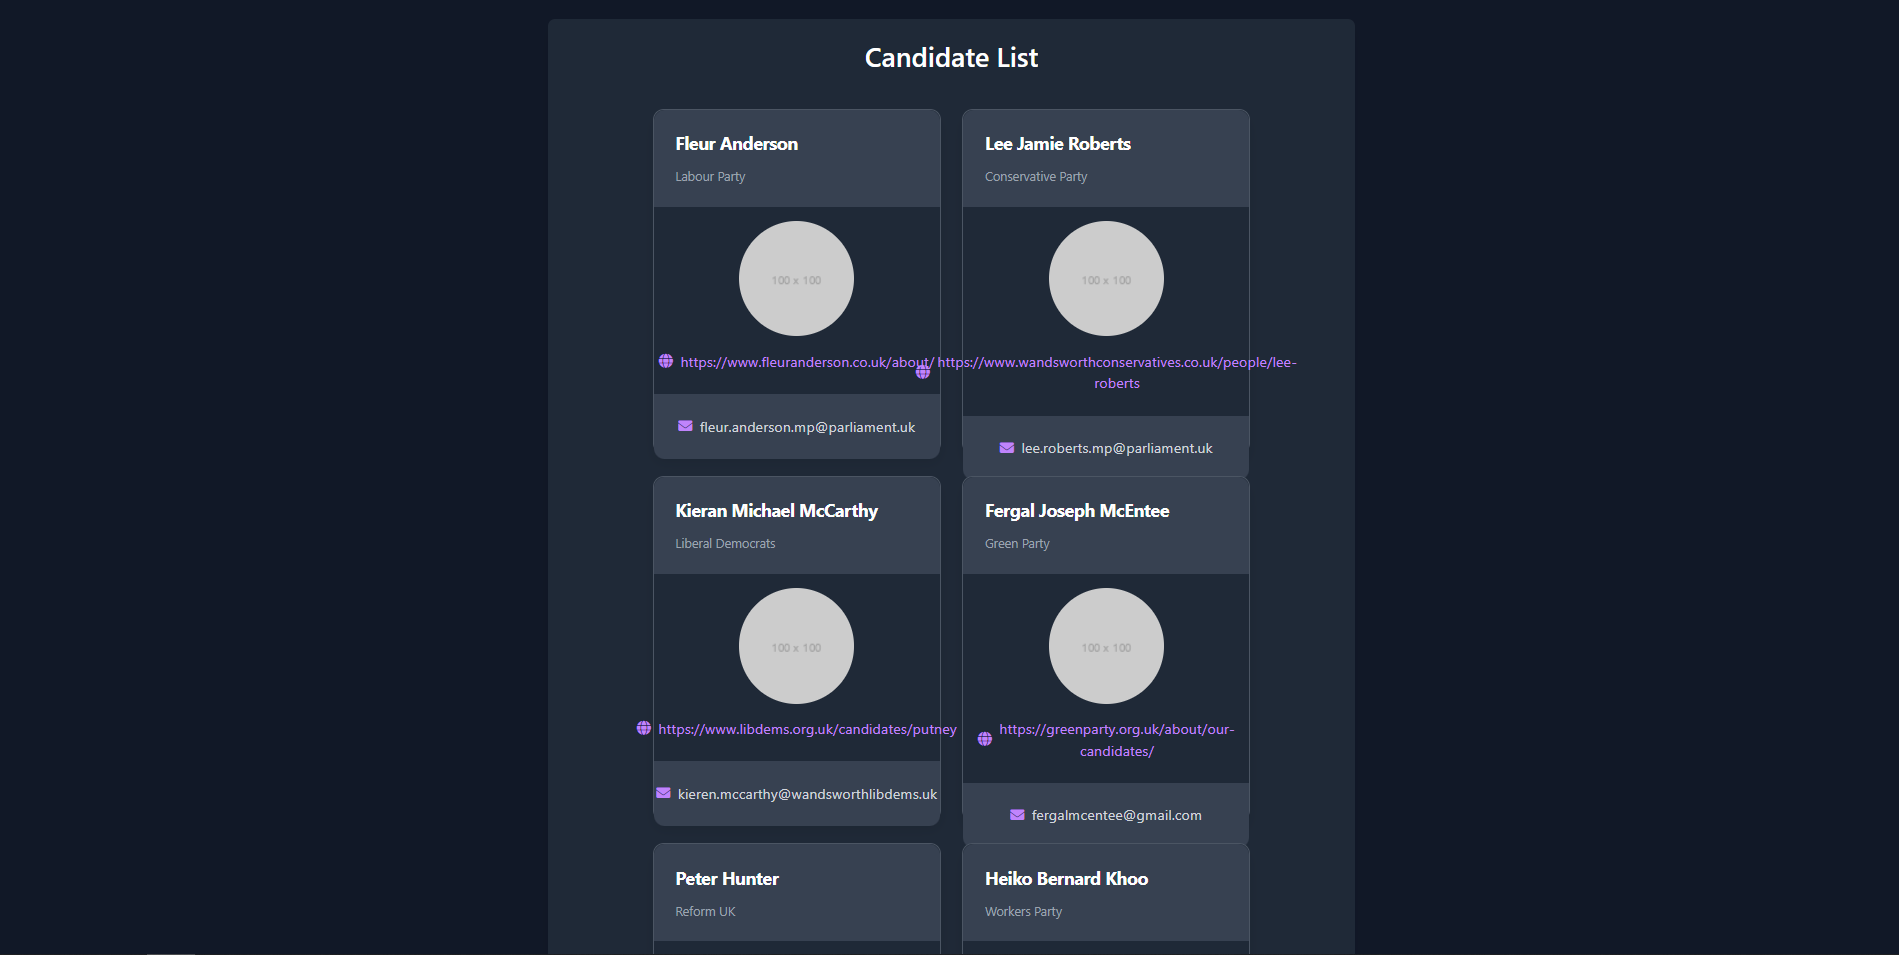 Candidate List
Fleur Anderson
Labour Party
100 x 100
https://www.fleuranderson.co.uk/about/
fleur.anderson.mp@parliament.uk
Lee Jamie Roberts
Conservative Party
100 x 100
https://www.wandsworthconservatives.co.uk/people/lee-
roberts
lee.roberts.mp@parliament.uk
Kieran Michael McCarthy
Liberal Democrats
100 x 100
https://www.libdems.org.uk/candidates/putney
kieren.mccarthy@wandsworthlibdems.uk
Fergal Joseph McEntee
Green Party
100 x 100
https://greenparty.org.uk/about/our-
candidates/
fergalmcentee@gmail.com
Peter Hunter
Reform UK
Heiko Bernard Khoo
Workers Party